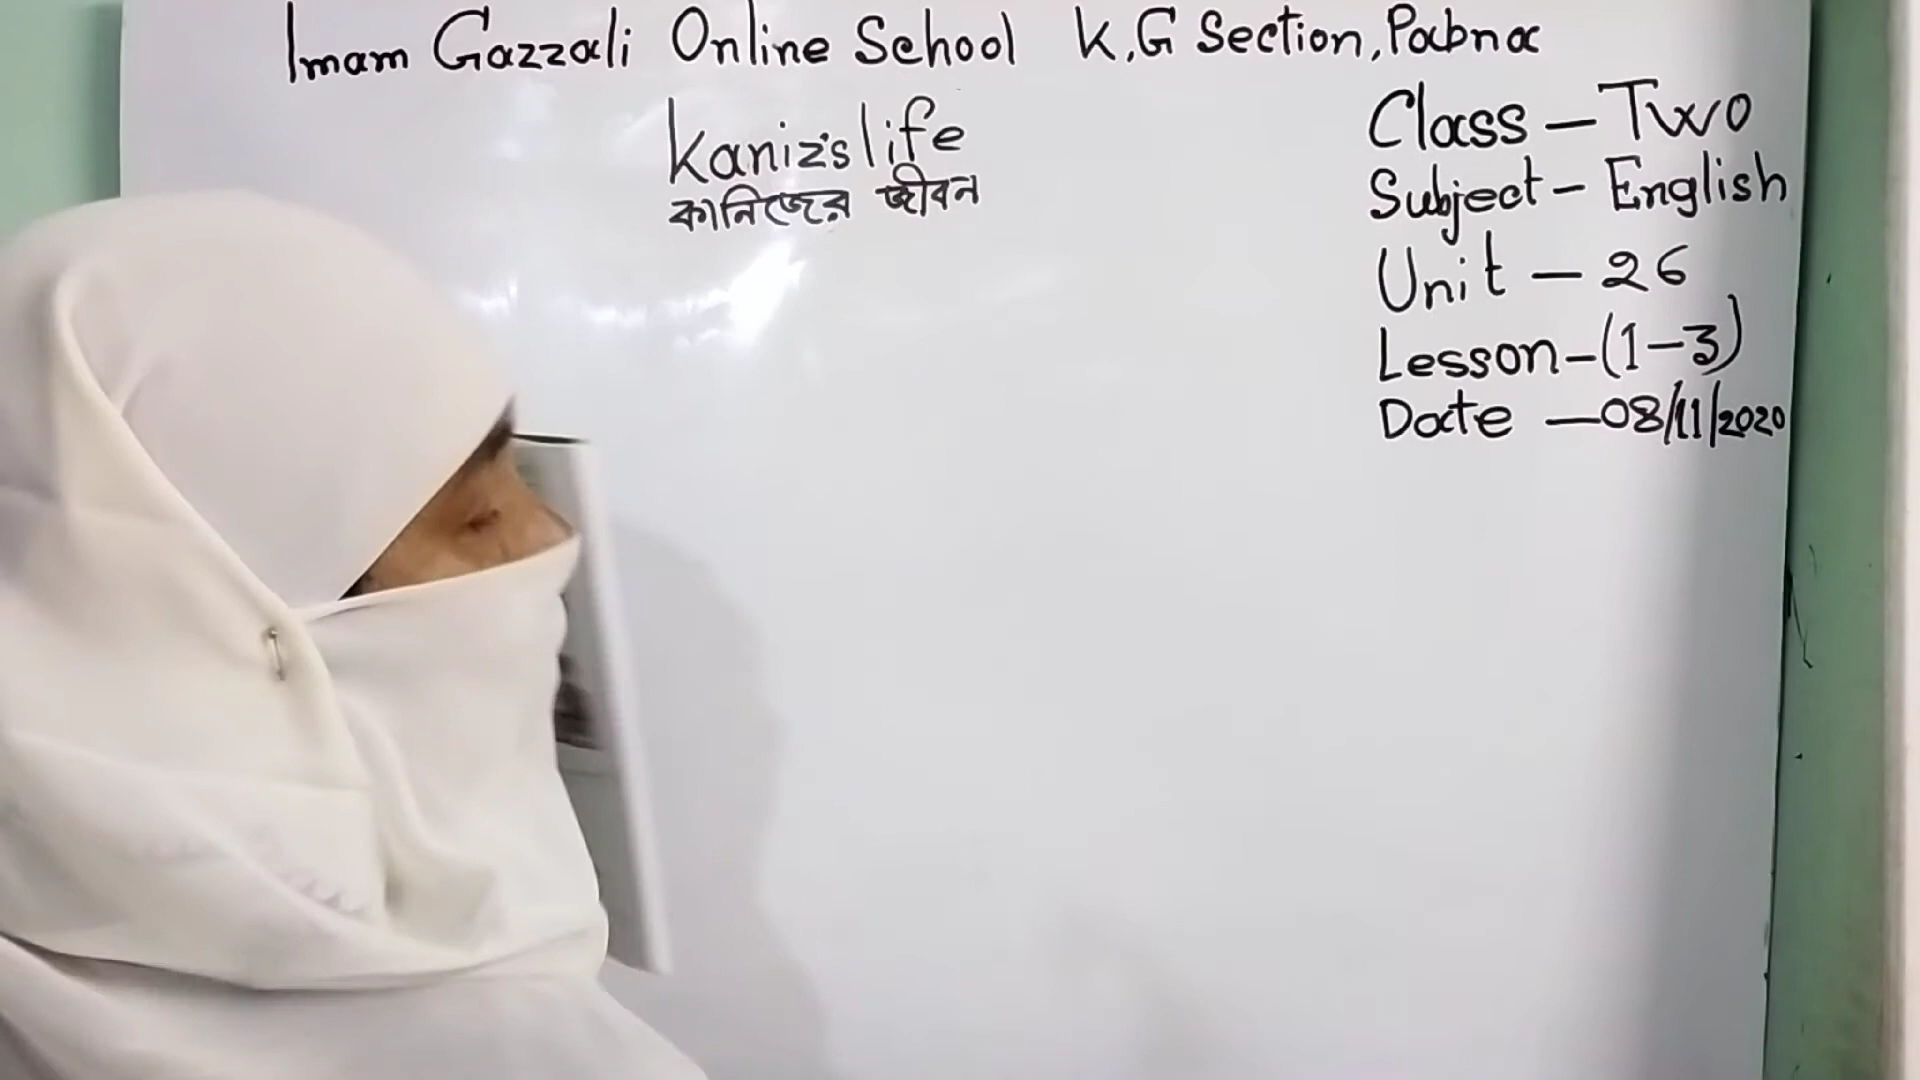 Imam Gazzali Online School K,G Section, Pabna
Kaniz's life
কানিজের জীবন
Class – Two
Subject – English
Unit – 26
Lesson – (1–3)
Date – 08/11/2020